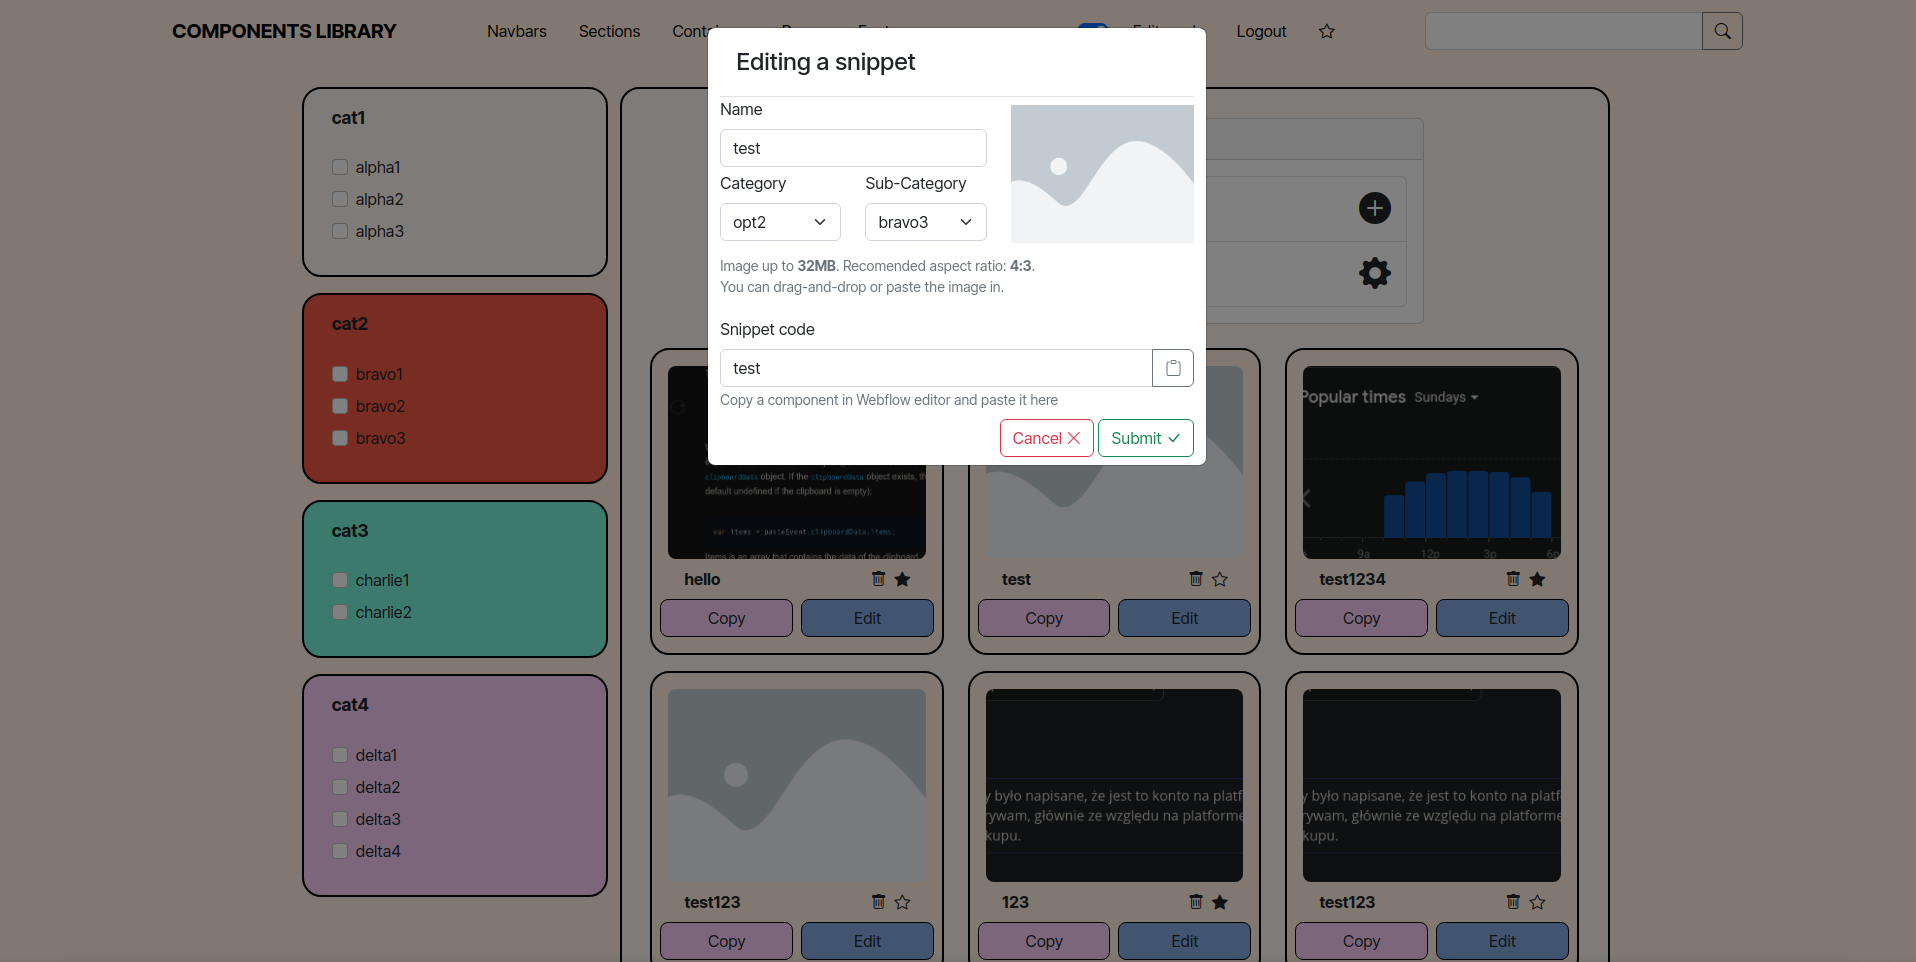 COMPONENTS LIBRARY
Navbars
Sections
Logout
Editing a snippet
Name
test
Category
Sub-Category
opt2
bravo3
Image up to 32MB. Recomended aspect ratio: 4:3.
You can drag-and-drop or paste the image in.
Snippet code
test
Copy a component in Webflow editor and paste it here
Cancel
Submit
cat1
alpha1
alpha2
alpha3
cat2
bravo1
bravo2
bravo3
cat3
charlie1
charlie2
cat4
delta1
delta2
delta3
delta4
clipboardData object. If the clipboardData object exists, th
default undefined if the clipboard is empty):
var items = pasteEvent.clipboardData.items;
Items is an array that contains the data of the clipboard
hello
Copy
Edit
test
Copy
Edit
Popular times Sundays
9a 12p 3p 6p
test1234
Copy
Edit
test123
Copy
Edit
y było napisane, że jest to konto na platf
rywam, głównie ze względu na platformę
kupu.
123
Copy
Edit
y było napisane, że jest to konto na platf
rywam, głównie ze względu na platformę
kupu.
test123
Copy
Edit